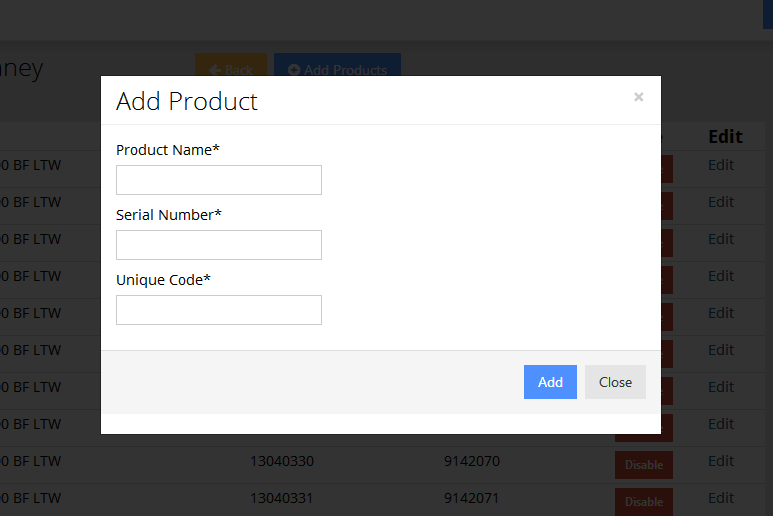 ney
Back
Add Products
Add Product
×
Product Name*
Serial Number*
Unique Code*
Add
Close
Edit
0 BF LTW
Edit
0 BF LTW
Edit
0 BF LTW
Edit
0 BF LTW
Edit
0 BF LTW
Edit
0 BF LTW
Edit
0 BF LTW
Edit
0 BF LTW
Edit
0 BF LTW 13040330 9142070 Disable Edit
0 BF LTW 13040331 9142071 Disable Edit